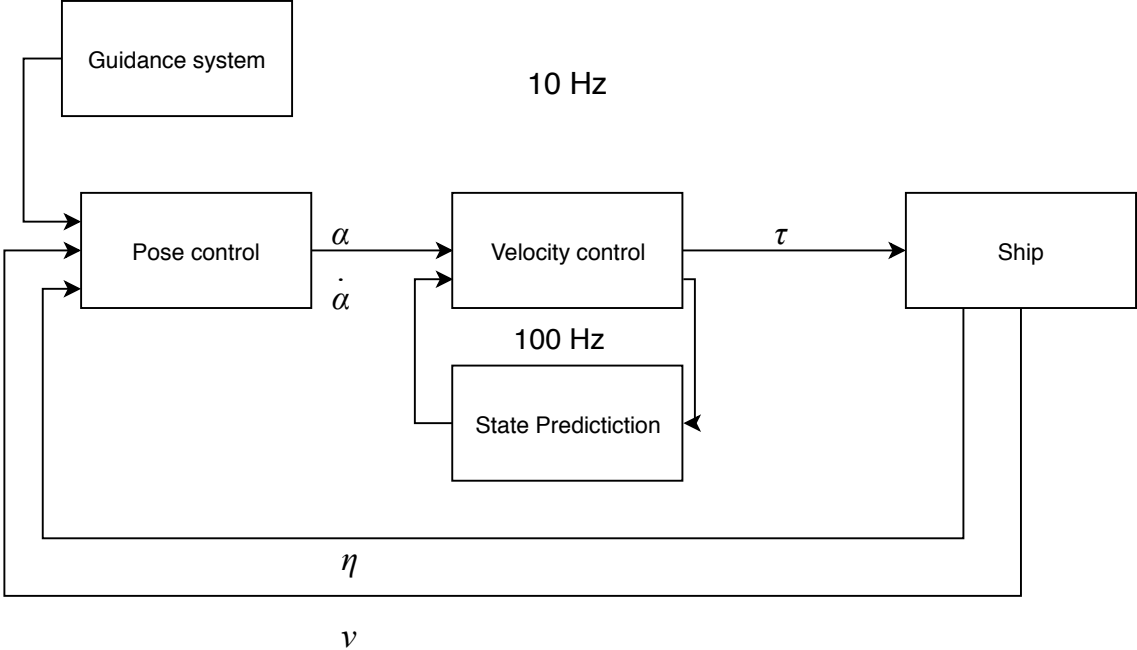 Guidance system
10 Hz
Pose control
α
α̇
Velocity control
τ
Ship
100 Hz
State Predictiction
η
ν